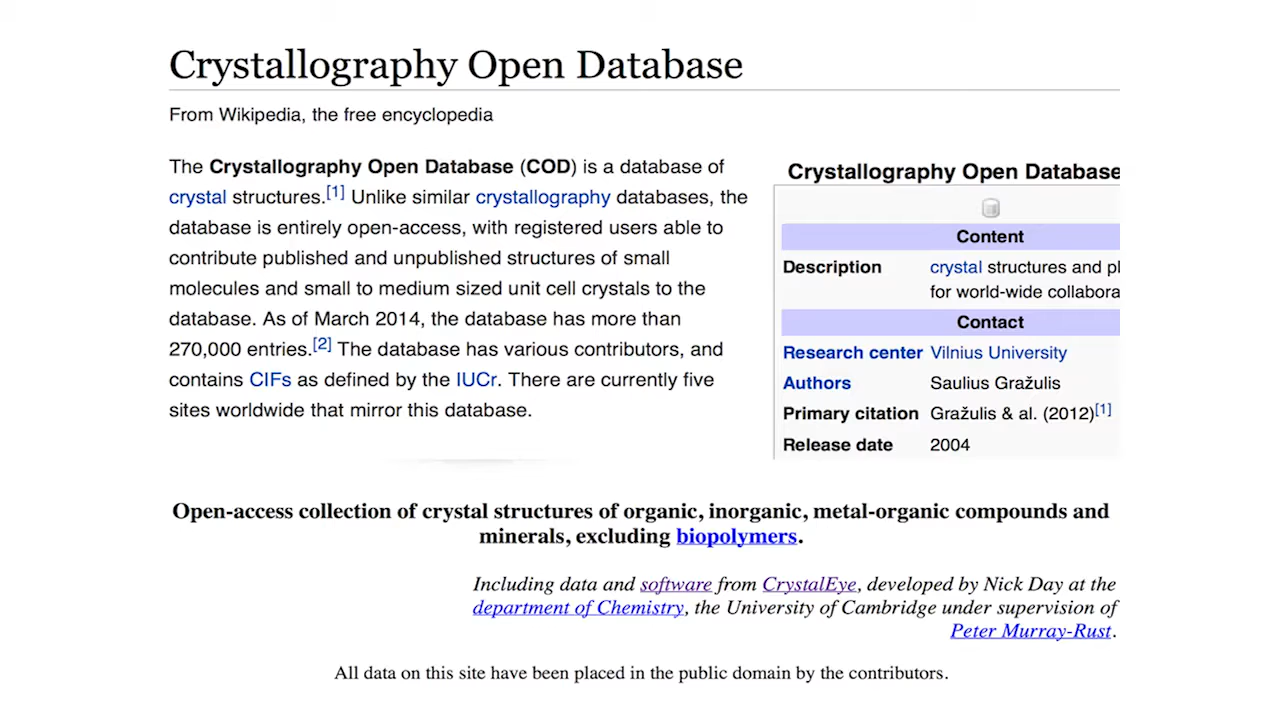 Crystallography Open Database
From Wikipedia, the free encyclopedia
The Crystallography Open Database (COD) is a database of
crystal structures.[1] Unlike similar crystallography databases, the
database is entirely open-access, with registered users able to
contribute published and unpublished structures of small
molecules and small to medium sized unit cell crystals to the
database. As of March 2014, the database has more than
270,000 entries.[2] The database has various contributors, and
contains CIFs as defined by the IUCr. There are currently five
sites worldwide that mirror this database.
Crystallography Open Database
Content
Description crystal structures and pl
for world-wide collabora
Contact
Research center Vilnius University
Authors Saulius Gražulis
Primary citation Gražulis & al. (2012)[1]
Release date 2004
Open-access collection of crystal structures of organic, inorganic, metal-organic compounds and
minerals, excluding biopolymers.
Including data and software from CrystalEye, developed by Nick Day at the
department of Chemistry, the University of Cambridge under supervision of
Peter Murray-Rust.
All data on this site have been placed in the public domain by the contributors.